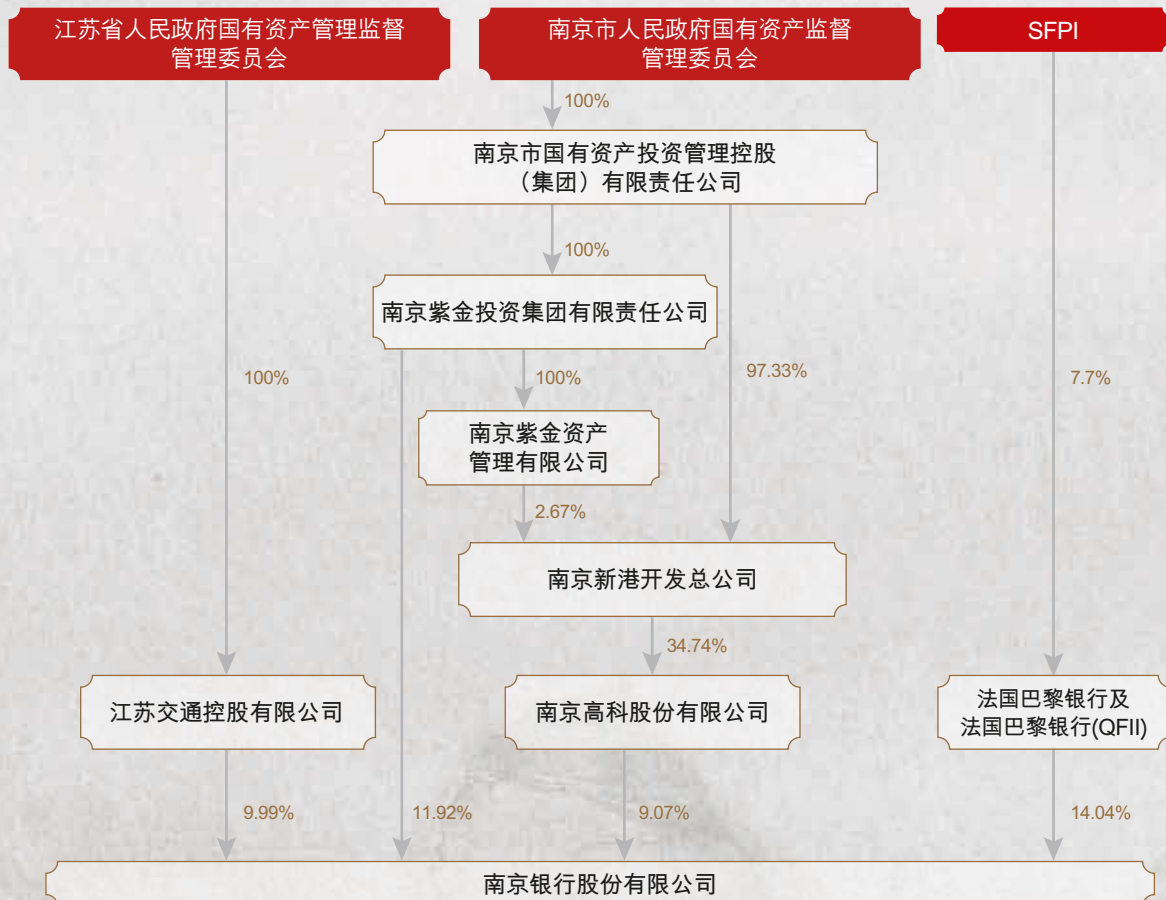 江苏省人民政府国有资产管理监督
管理委员会
南京市人民政府国有资产监督
管理委员会
SFPI
100%
南京市国有资产投资管理控股
（集团）有限责任公司
100%
南京紫金投资集团有限责任公司
100%
100%
97.33%
7.7%
南京紫金资产
管理有限公司
2.67%
南京新港开发总公司
34.74%
江苏交通控股有限公司
南京高科股份有限公司
法国巴黎银行及
法国巴黎银行(QFII)
9.99%
11.92%
9.07%
14.04%
南京银行股份有限公司